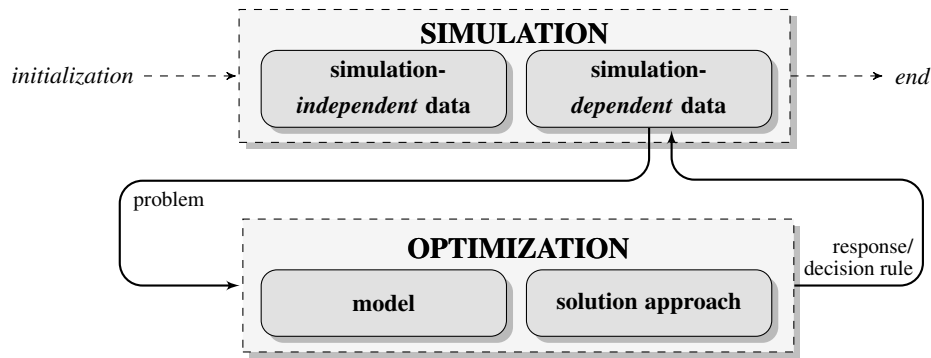 SIMULATION
initialization
simulation-
independent data
simulation-
dependent data
end
problem
OPTIMIZATION
model
solution approach
response/
decision rule